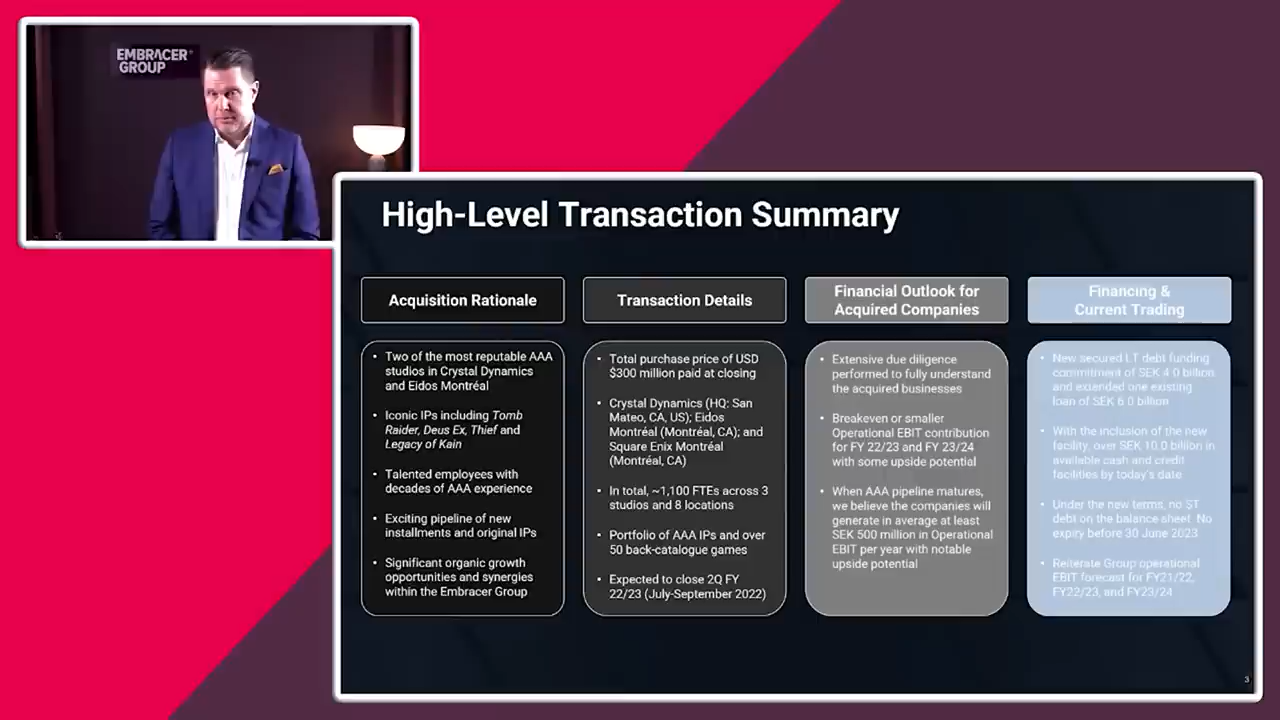 EMBRACER+
GROUP
High-Level Transaction Summary
Acquisition Rationale
• Two of the most reputable AAA
studios in Crystal Dynamics
and Eidos Montréal
• Iconic IPs including Tomb
Raider, Deus Ex, Thief and
Legacy of Kain
• Talented employees with
decades of AAA experience
• Exciting pipeline of new
installments and original IPs
• Significant organic growth
opportunities and synergies
within the Embracer Group
Transaction Details
• Total purchase price of USD
$300 million paid at closing
• Crystal Dynamics (HQ: San
Mateo, CA, US); Eidos
Montréal (Montréal, CA); and
Square Enix Montréal
(Montréal, CA)
• In total, ~1,100 FTEs across 3
studios and 8 locations
• Portfolio of AAA IPs and over
50 back-catalogue games
• Expected to close 2Q FY
22/23 (July-September 2022)
Financial Outlook for
Acquired Companies
• Extensive due diligence
performed to fully understand
the acquired businesses
• Breakeven or smaller
Operational EBIT contribution
for FY 22/23 and FY 23/24
with some upside potential
• When AAA pipeline matures,
we believe the companies will
generate in average at least
SEK 500 million in Operational
EBIT per year with notable
upside potential
Financing &
Current Trading
• New secured LT debt funding
commitment of SEK 4.0 billion
and extended one existing
loan of SEK 6.0 billion
• With the inclusion of the new
facility, over SEK 10.0 billion in
available cash and credit
facilities by today's date
• Under the new terms, no ST
debt on the balance sheet. No
expiry before 30 June 2023
• Reiterate Group operational
EBIT forecast for FY21/22,
FY22/23, and FY23/24
3